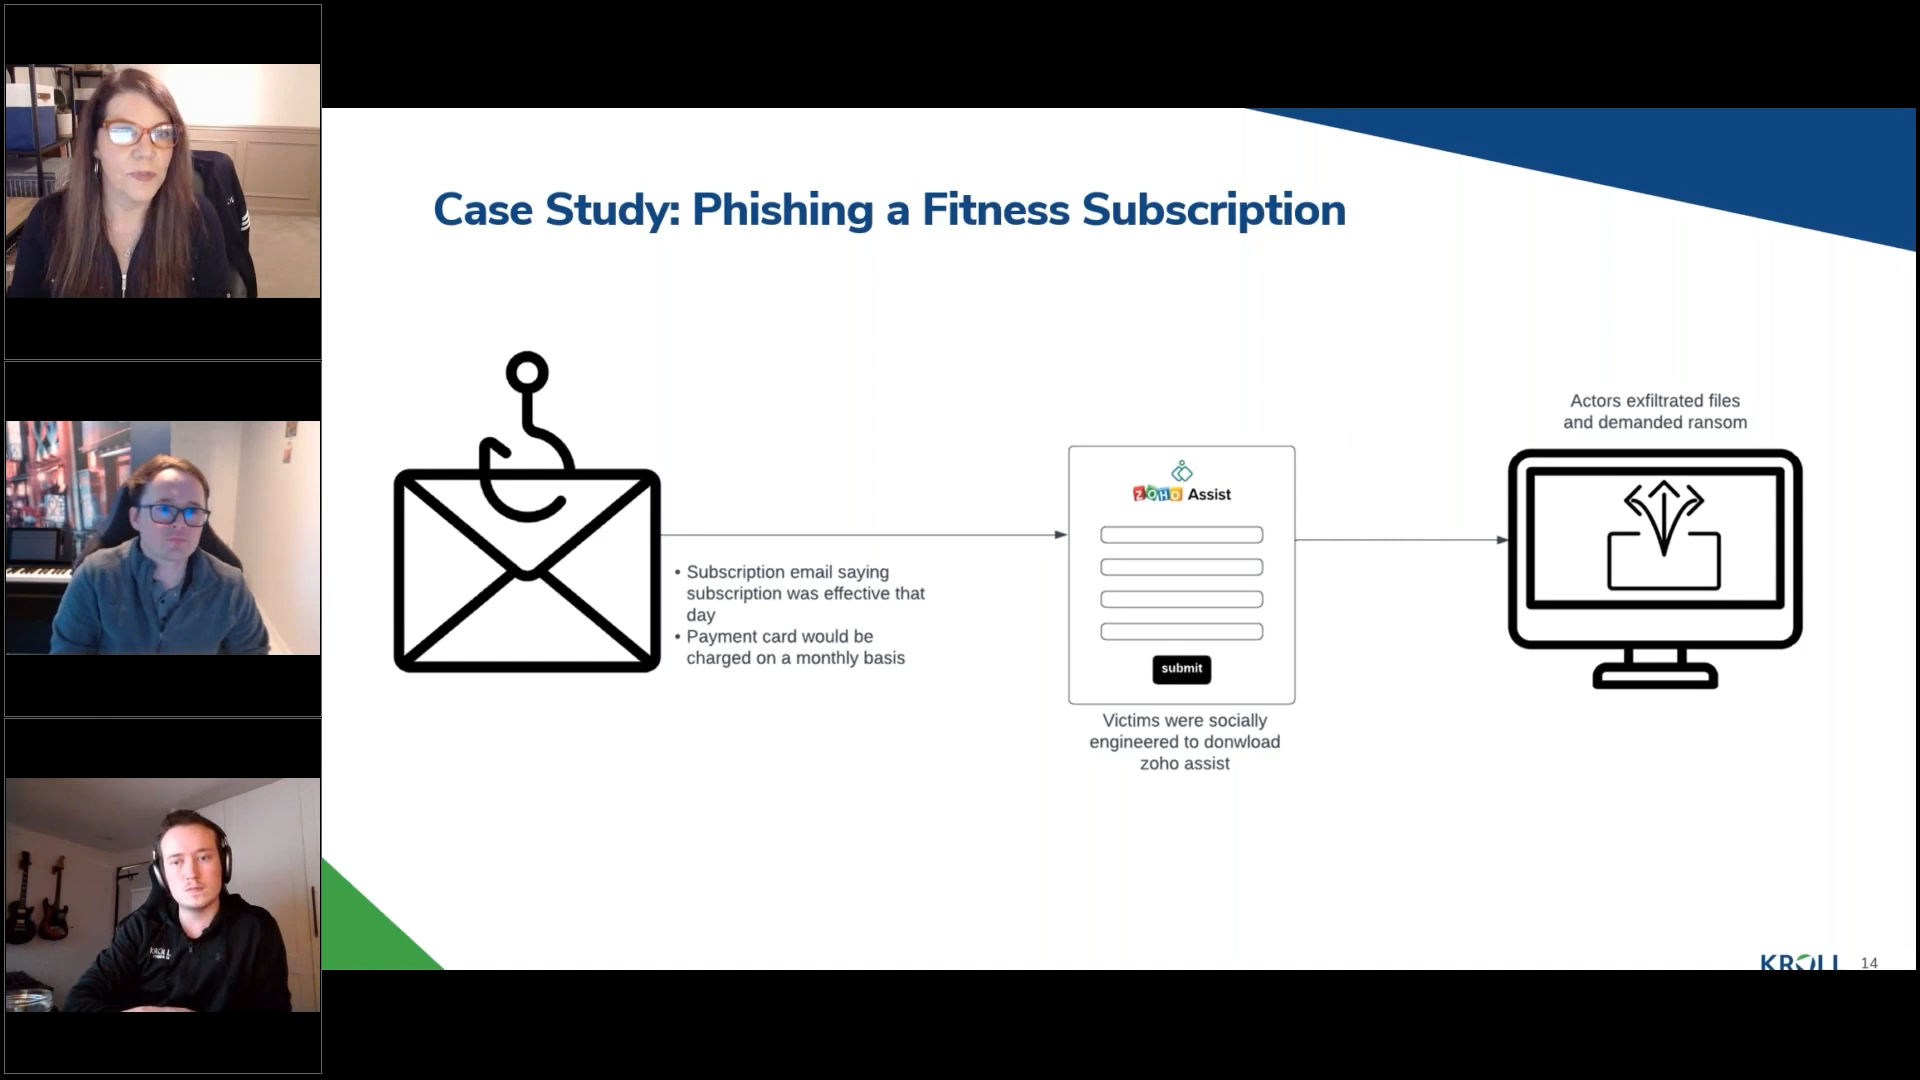 Case Study: Phishing a Fitness Subscription
Actors exfiltrated files
and demanded ransom
ZOHO Assist
• Subscription email saying
subscription was effective that
day
• Payment card would be
charged on a monthly basis
submit
Victims were socially
engineered to donwload
zoho assist
KROLL
KROLL 14